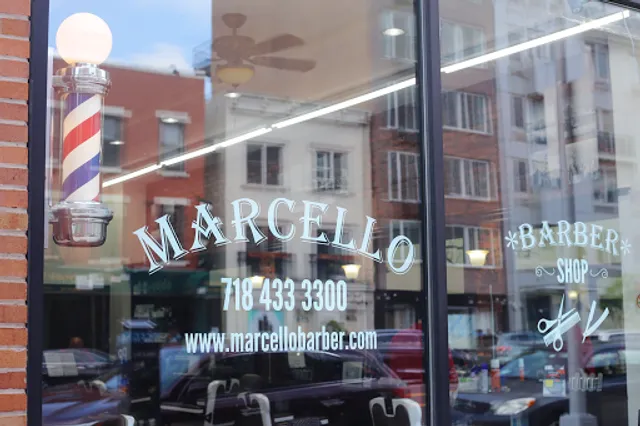 MARCELLO
718 433 3300
www.marcellobarber.com
*BARBER*
SHOP